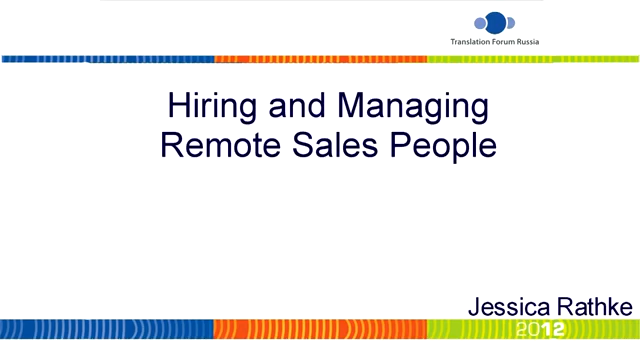 Translation Forum Russia
Hiring and Managing
Remote Sales People
Jessica Rathke
2012